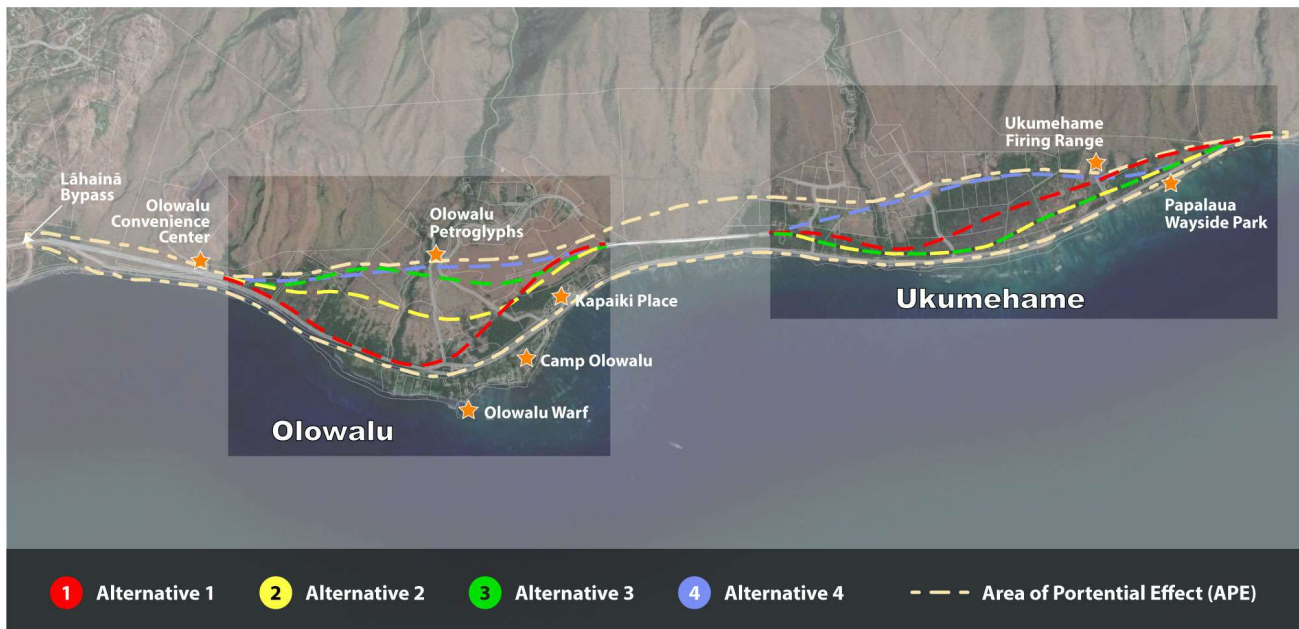 Lāhainā
Bypass
Olowalu
Convenience
Center
Olowalu
Petroglyphs
Kapaiki Place
Camp Olowalu
Olowalu Warf
Olowalu
Ukumehame
Firing Range
Papalaua
Wayside Park
Ukumehame
1 Alternative 1
2 Alternative 2
3 Alternative 3
4 Alternative 4
Area of Portential Effect (APE)